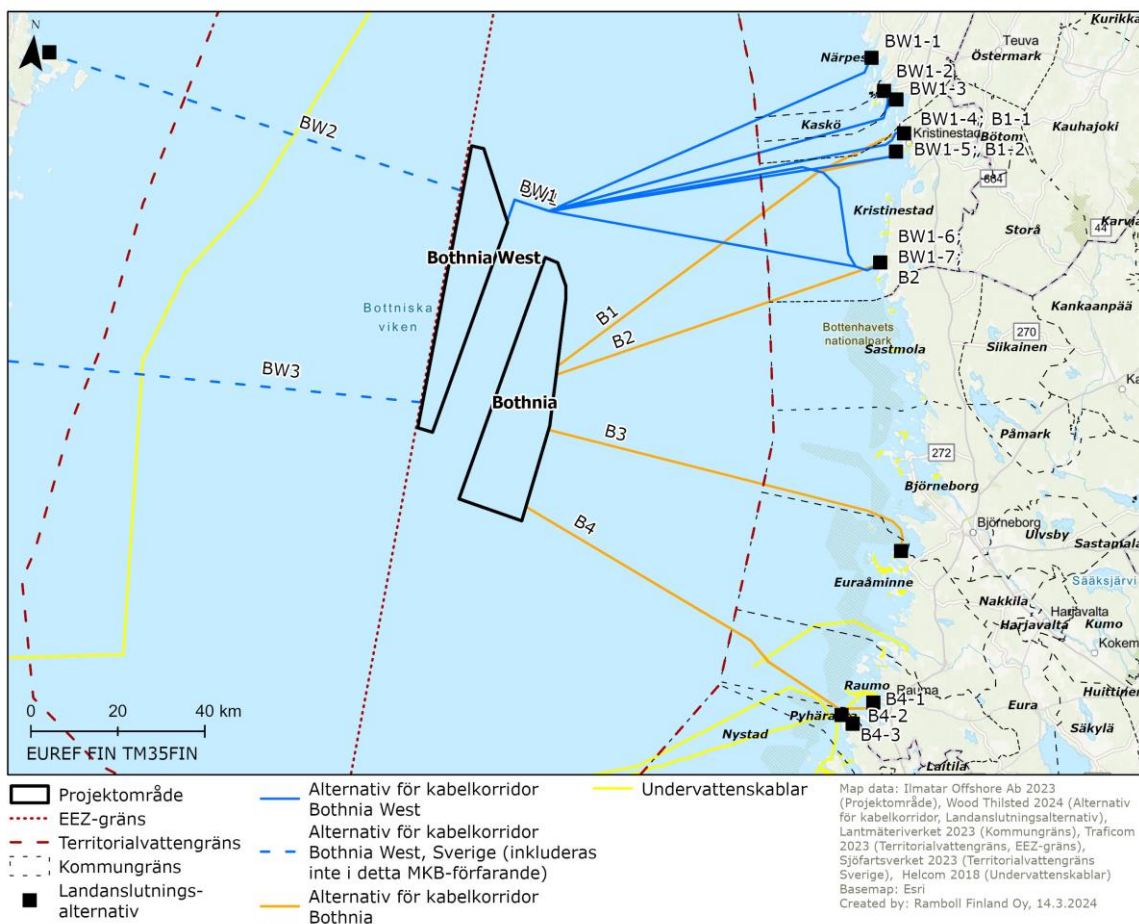 N
Kurikka
Teuva
Östermark
Närpes
BW1-1
BW1-2
BW1-3
BW2
Kaskö
BW1-4; B1-1
Kristinestad
Bötom
Kauhajoki
BW1-5; B1-2
664
BW1
Kristinestad
Storå
44
Karvia
Bothnia West
BW1-6;
BW1-7;
B2
Bottniska
viken
B1
B2
Kankaanpää
270
Siikainen
Bottenhavets
nationalpark
Sastmola
BW3
Bothnia
B3
Påmark
272
Björneborg
B4
Björneborg
Ulvsby
Sastamala
Sääksjärvi
Euraåminne
Nakkila
Harjavalta
Harjavalta
Kumo
Kokem
Raumo
Rauma
B4-1
B4-2
B4-3
Pyhäranta
Nystad
Eura
Huittinen
Säkylä
Laitila
0 20 40 km
EUREF FIN TM35FIN
Projektområde
EEZ-gräns
Territorialvattengräns
Kommungräns
Landanslutnings-
alternativ
Alternativ för kabelkorridor
Bothnia West
Alternativ för kabelkorridor
Bothnia West, Sverige (inkluderas
inte i detta MKB-förfarande)
Alternativ för kabelkorridor
Bothnia
Undervattenskablar
Map data: Ilmatar Offshore Ab 2023
(Projektområde), Wood Thilsted 2024 (Alternativ
för kabelkorridor, Landanslutningsalternativ),
Lantmäteriverket 2023 (Kommungräns), Traficom
2023 (Territorialvattengräns, EEZ-gräns),
Sjöfartsverket 2023 (Territorialvattengräns
Sverige), Helcom 2018 (Undervattenskablar)
Basemap: Esri
Created by: Ramboll Finland Oy, 14.3.2024